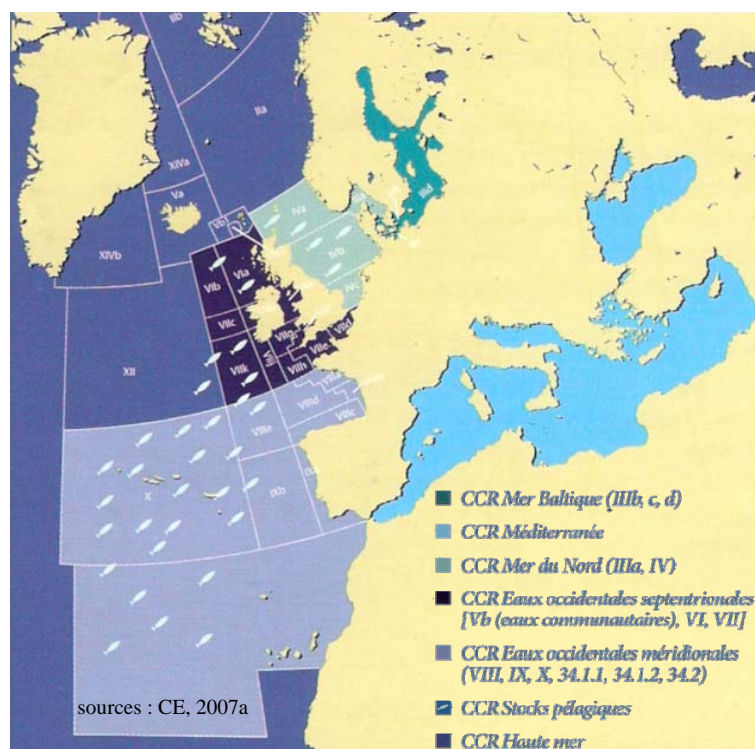 IIb
IIa
XIVa
Va
Vb
IVa
IIId
XIVb
IVb
VIb
VIa
IVc
VIIc
XII
VIIg
VIId
VIIe
VIIj
VIIk
VIIh
VIIId
VIIIe
VIIIc
X
IXb
CCR Mer Baltique (IIIb, c, d)
CCR Méditerranée
CCR Mer du Nord (IIIa, IV)
CCR Eaux occidentales septentrionales
[Vb (eaux communautaires), VI, VII]
CCR Eaux occidentales méridionales
(VIII, IX, X, 34.1.1, 34.1.2, 34.2)
sources : CE, 2007a
CCR Stocks pélagiques
CCR Haute mer